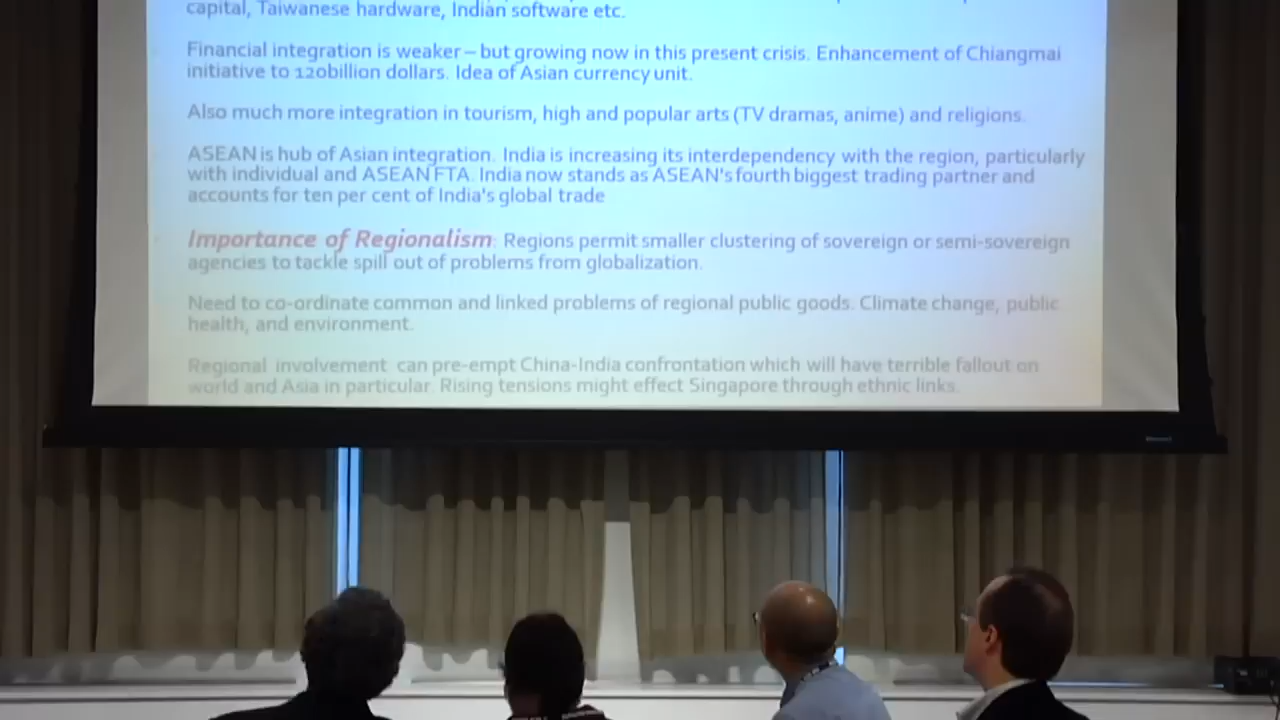 capital, Taiwanese hardware, Indian software etc.
Financial integration is weaker – but growing now in this present crisis. Enhancement of Chiangmai
initiative to 120billion dollars. Idea of Asian currency unit.
Also much more integration in tourism, high and popular arts (TV dramas, anime) and religions.
ASEAN is hub of Asian integration. India is increasing its interdependency with the region, particularly
with individual and ASEAN FTA. India now stands as ASEAN's fourth biggest trading partner and
accounts for ten per cent of India's global trade
Importance of Regionalism: Regions permit smaller clustering of sovereign or semi-sovereign
agencies to tackle spill out of problems from globalization.
Need to co-ordinate common and linked problems of regional public goods. Climate change, public
health, and environment.
Regional involvement can pre-empt China-India confrontation which will have terrible fallout on
world and Asia in particular. Rising tensions might effect Singapore through ethnic links.